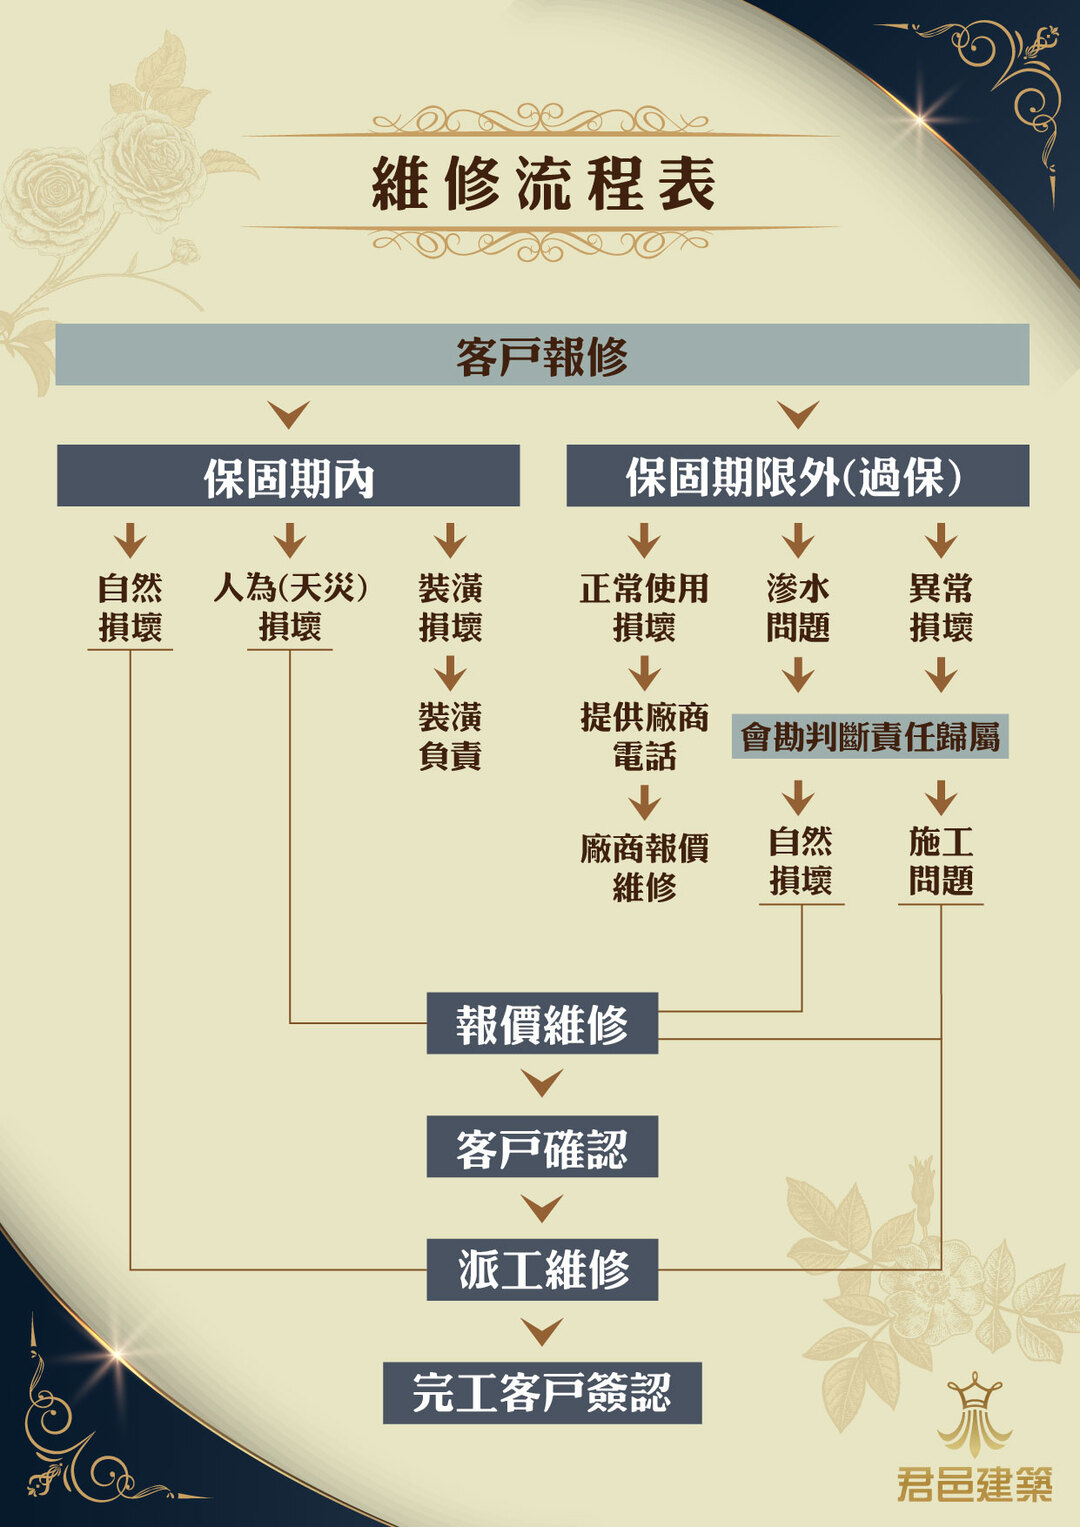 維修流程表
客戶報修
保固期內
保固期限外(過保)
自然
損壞
人為(天災)
損壞
裝潢
損壞
裝潢
負責
正常使用
損壞
提供廠商
電話
廠商報價
維修
滲水
問題
異常
損壞
會勘判斷責任歸屬
自然
損壞
施工
問題
報價維修
客戶確認
派工維修
完工客戶簽認
君邑建築